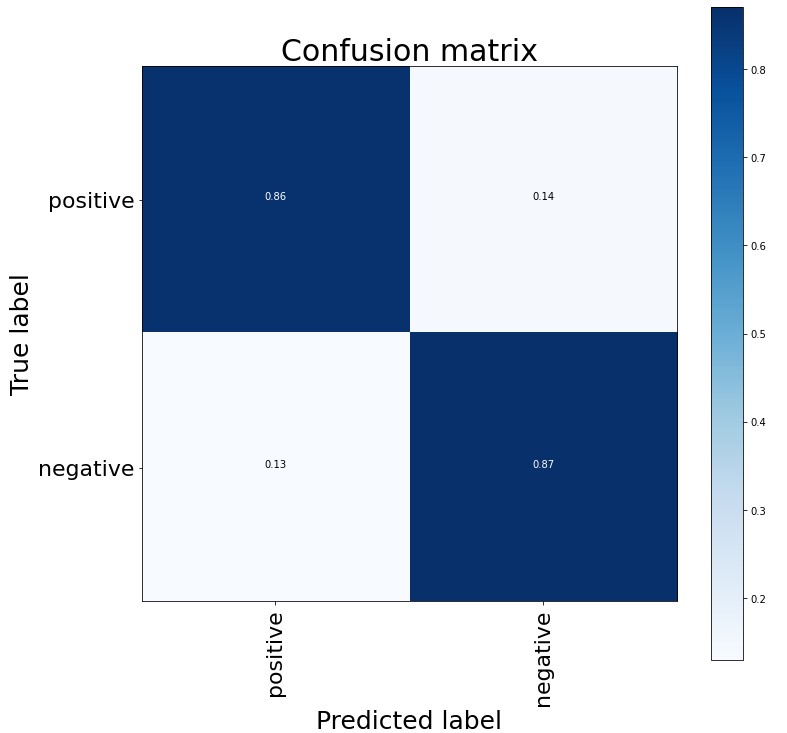 Confusion matrix
0.8
0.7
0.6
0.5
0.4
0.3
0.2
True label
positive
0.86
0.14
negative
0.13
0.87
positive
negative
Predicted label